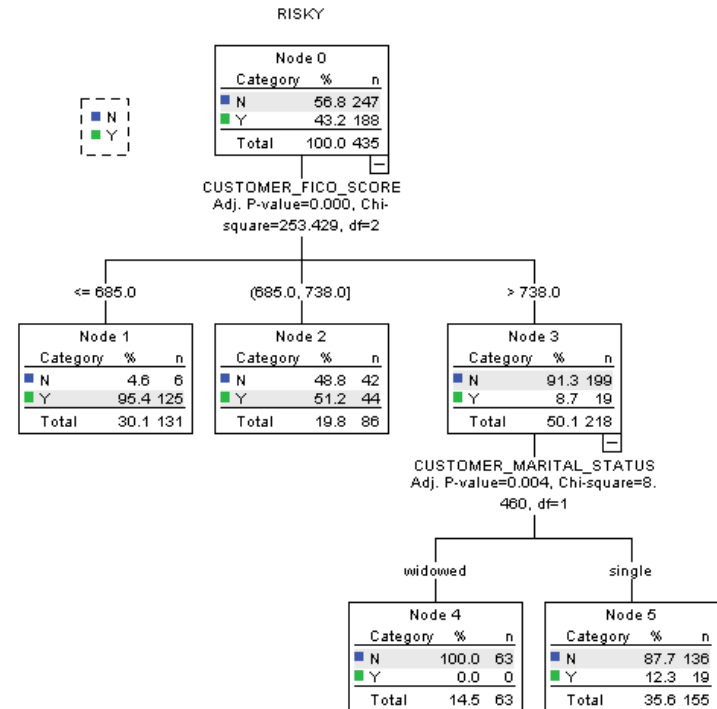 RISKY
N
Y
Node 0
Category % n
N 56.8 247
Y 43.2 188
Total 100.0 435
CUSTOMER_FICO_SCORE
Adj. P-value=0.000, Chi-
square=253.429, df=2
<= 685.0
(685.0, 738.0]
> 738.0
Node 1
Category % n
N 4.6 6
Y 95.4 125
Total 30.1 131
Node 2
Category % n
N 48.8 42
Y 51.2 44
Total 19.8 86
Node 3
Category % n
N 91.3 199
Y 8.7 19
Total 50.1 218
CUSTOMER_MARITAL_STATUS
Adj. P-value=0.004, Chi-square=8.
460, df=1
widowed
single
Node 4
Category % n
N 100.0 63
Y 0.0 0
Total 14.5 63
Node 5
Category % n
N 87.7 136
Y 12.3 19
Total 35.6 155